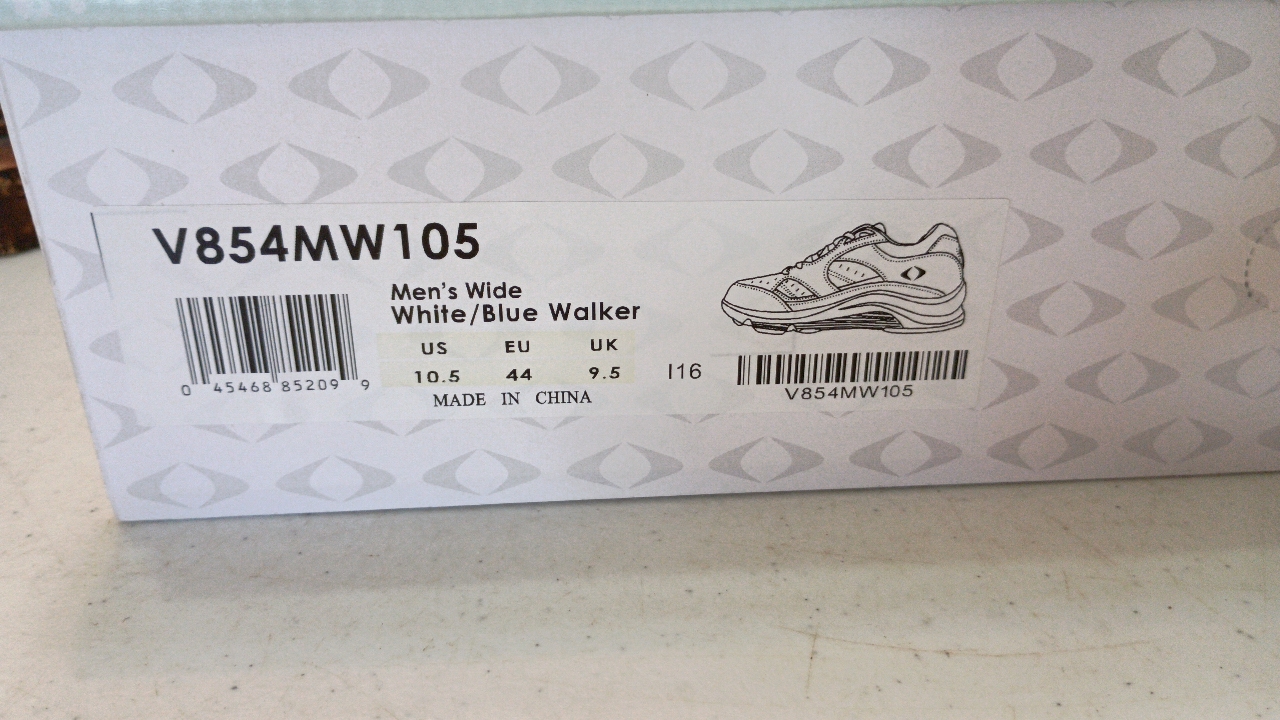 V854MW105
Men's Wide
White/Blue Walker
US EU UK
10.5 44 9.5
I16
MADE IN CHINA
0 45468 85209 9
V854MW105